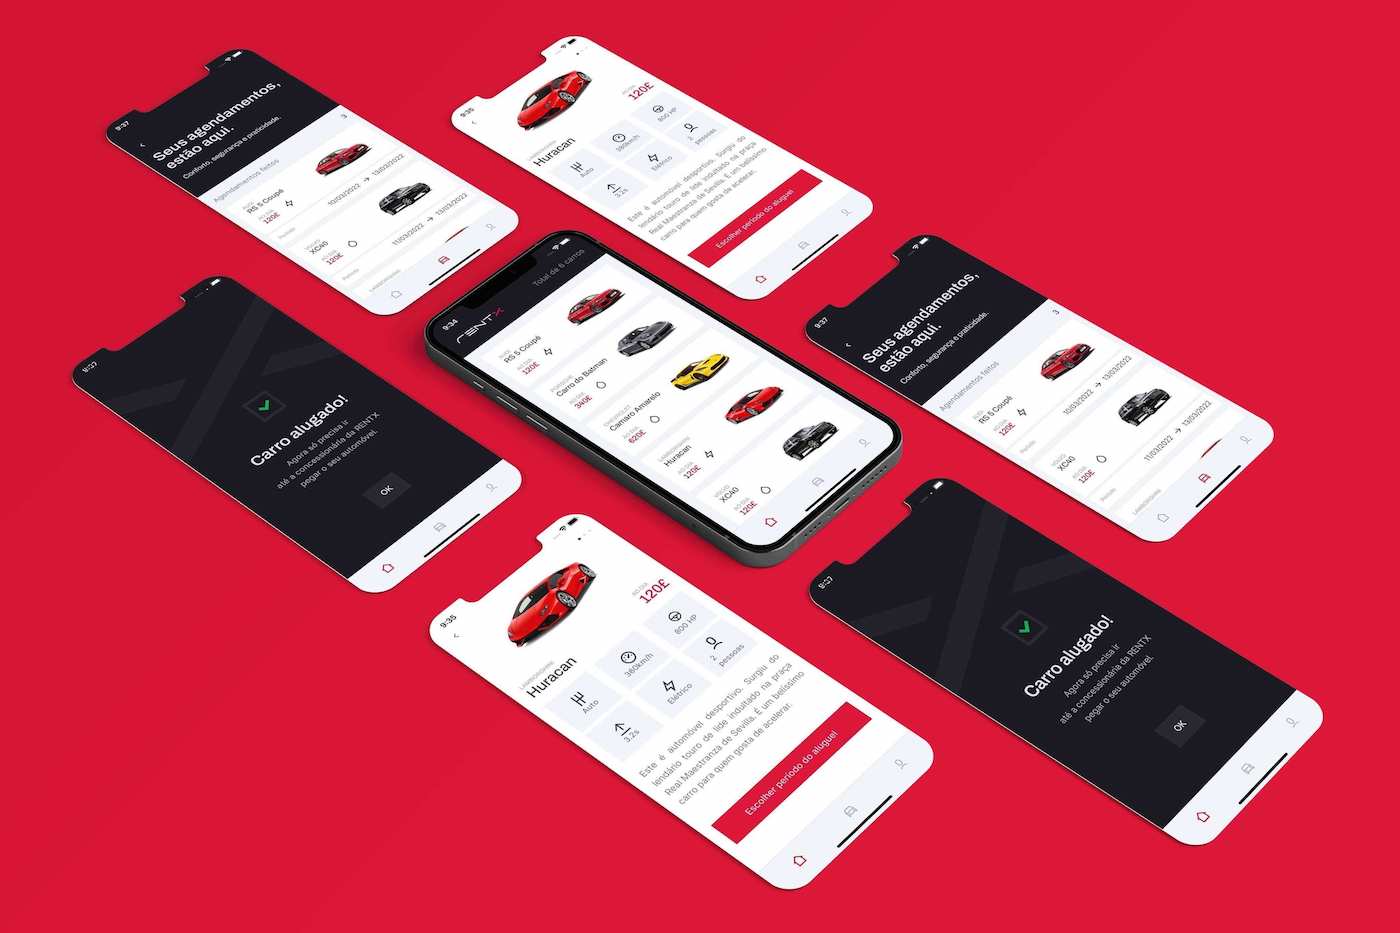 9:37
Seus agendamentos,
estão aqui.
Conforto, segurança e praticidade.
Agendamentos feitos
3
AUDI
RS 5 Coupé
AO DIA
120£
Período
10/03/2022 → 13/03/2022
VOLVO
XC40
AO DIA
120£
Período
11/03/2022 → 13/03/2022
LAMBORGHINI
9:35
LAMBORGHINI
Huracan
AO DIA
120£
380km/h
800 HP
Auto
Elétrico
2 pessoas
3.2s
Este é automóvel desportivo. Surgiu do
lendário touro de lide indultado na praça
Real Maestranza de Sevilla. É um belíssimo
carro para quem gosta de acelerar.
Escolher período do aluguel
9:37
Carro alugado!
Agora só precisa ir
até a concessionária da RENTX
pegar o seu automóvel.
OK
9:34
RENTX
Total de 6 carros
AUDI
RS 5 Coupé
AO DIA
120£
PORSCHE
Carro de Batman
AO DIA
340£
CHEVROLET
Camaro Amarelo
AO DIA
620£
LAMBORGHINI
Huracan
AO DIA
120£
VOLVO
XC40
AO DIA
120£
9:37
Seus agendamentos,
estão aqui.
Conforto, segurança e praticidade.
Agendamentos feitos
3
AUDI
RS 5 Coupé
AO DIA
120£
Período
10/03/2022 → 13/03/2022
VOLVO
XC40
AO DIA
120£
Período
11/03/2022 → 13/03/2022
LAMBORGHINI
9:35
LAMBORGHINI
Huracan
AO DIA
120£
380km/h
800 HP
Auto
Elétrico
2 pessoas
3.2s
Este é automóvel desportivo. Surgiu do
lendário touro de lide indultado na praça
Real Maestranza de Sevilla. É um belíssimo
carro para quem gosta de acelerar.
Escolher período do aluguel
9:37
Carro alugado!
Agora só precisa ir
até a concessionária da RENTX
pegar o seu automóvel.
OK